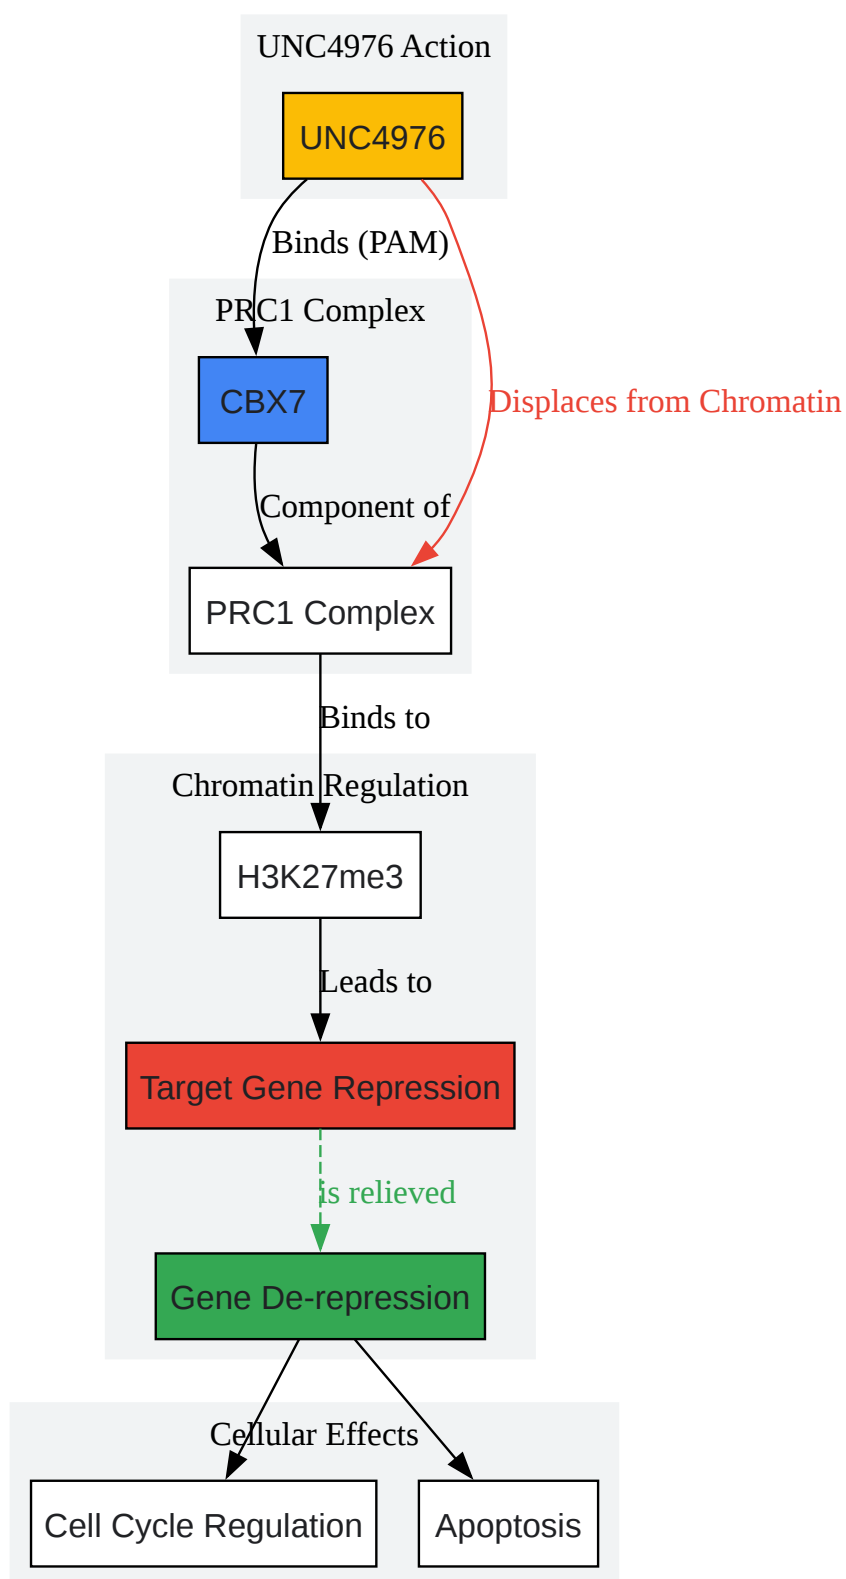 UNC4976 Action
UNC4976
Binds (PAM)
PRC1 Complex
CBX7
Displaces from Chromatin
Component of
PRC1 Complex
Binds to
Chromatin Regulation
H3K27me3
Leads to
Target Gene Repression
is relieved
Gene De-repression
Cellular Effects
Cell Cycle Regulation
Apoptosis